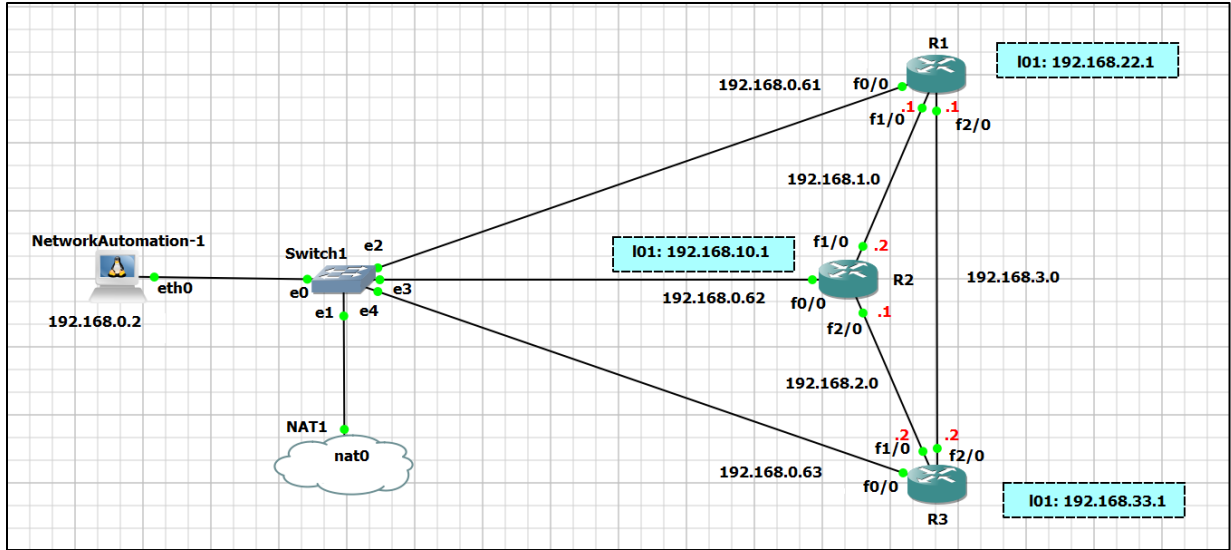 R1
l01: 192.168.22.1
192.168.0.61
f0/0
.1
.1
f1/0
f2/0
192.168.1.0
NetworkAutomation-1
Switch1
e2
l01: 192.168.10.1
f1/0
.2
R2
192.168.3.0
eth0
e0
e3
192.168.0.62
f0/0
192.168.0.2
e1
e4
f2/0
.1
192.168.2.0
NAT1
nat0
.2
.2
f1/0
f2/0
192.168.0.63
f0/0
l01: 192.168.33.1
R3